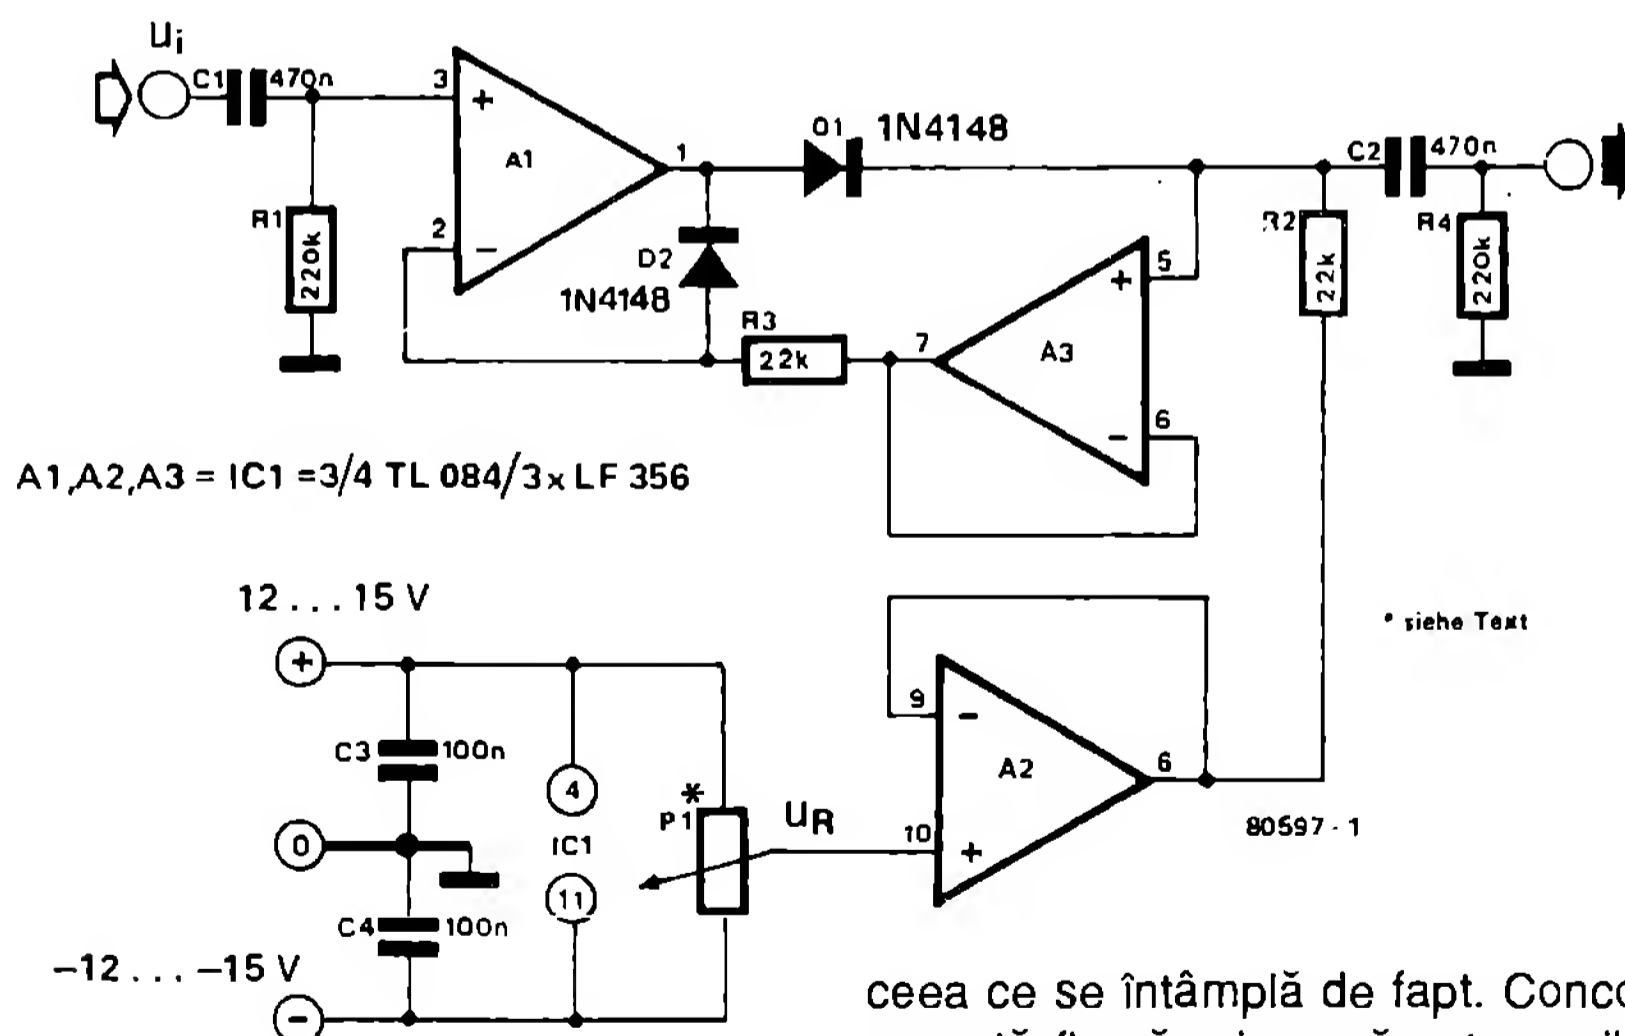 Ui
C1 470n
3
+
A1
1
D1 1N4148
C2 470n
R1
220k
2
−
D2
1N4148
R3
22k
7
A3
5
+
6
−
R2
22k
R4
220k
A1,A2,A3 = IC1 =3/4 TL 084/3x LF 356
12 . . . 15 V
+
C3 100n
4
IC1
11
0
C4 100n
−12 . . . −15 V
−
*
P1
UR
9
−
A2
6
10
+
* siehe Text
80597 - 1
ceea ce se întâmplă de fapt.